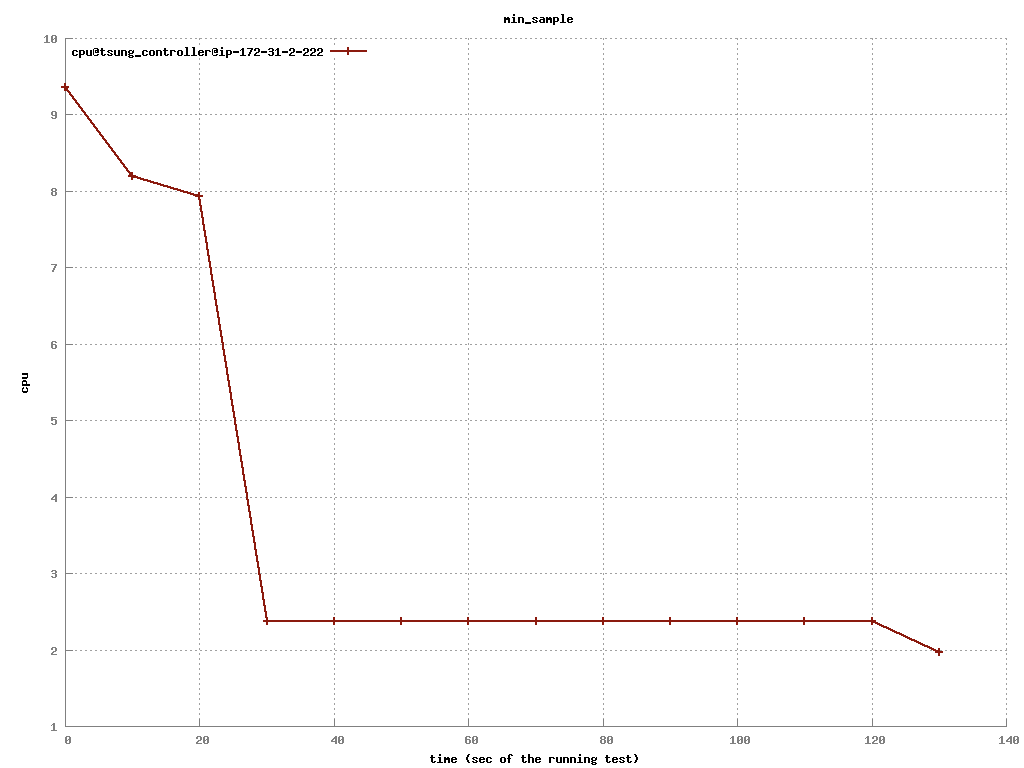 min_sample
10
cpu@tsung_controller@ip-172-31-2-222
9
8
7
6
cpu
5
4
3
2
1
0 20 40 60 80 100 120 140
time (sec of the running test)